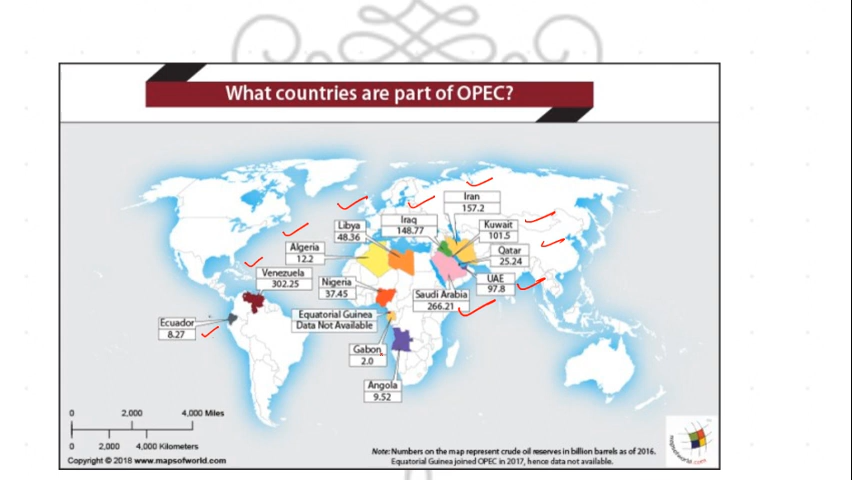 What countries are part of OPEC?
Iran
157.2
Libya
48.36
Iraq
148.77
Kuwait
101.5
Algeria
12.2
Qatar
25.24
Venezuela
302.25
Nigeria
37.45
UAE
97.8
Saudi Arabia
266.21
Equatorial Guinea
Data Not Available
Ecuador
8.27
Gabon
2.0
Angola
9.52
0 2,000 4,000 Miles
0 2,000 4,000 Kilometers
Copyright © 2018 www.mapsofworld.com
Note: Numbers on the map represent crude oil reserves in billion barrels as of 2016.
Equatorial Guinea joined OPEC in 2017, hence data not available.
mapsofworld.com